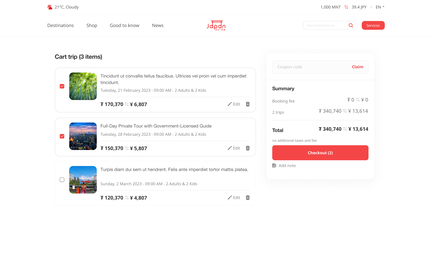 21°C, Cloudy
1,000 MNT
39.4 JPY
EN
Destinations
Shop
Good to know
News
Japan
Services
Cart trip (3 items)
Tincidunt ut convallis tellus faucibus. Ultrices vel proin vel cum imperdiet
tincidunt.
Tuesday, 21 February 2023 - 09:00 AM - 2 Adults & 2 Kids
₮ 170,370 ≈ ¥ 6,807
Edit
Full-Day Private Tour with Government-Licensed Guide
Tuesday, 28 February 2023 - 09:00 AM - 2 Adults & 2 Kids
₮ 150,370 ≈ ¥ 5,807
Edit
Turpis diam dui sem ut hendrerit. Felis ante imperdiet tortor mattis platea.
Sunday, 2 March 2023 - 09:00 AM - 2 Adults & 2 Kids
₮ 120,370 ≈ ¥ 4,807
Edit
Coupon code
Claim
Summary
Booking fee
₮ 0 ≈ ¥ 0
2 trips
₮ 340,740 ≈ ¥ 13,614
Total
₮ 340,740 ≈ ¥ 13,614
no additional taxes and fee
Checkout (2)
Add note